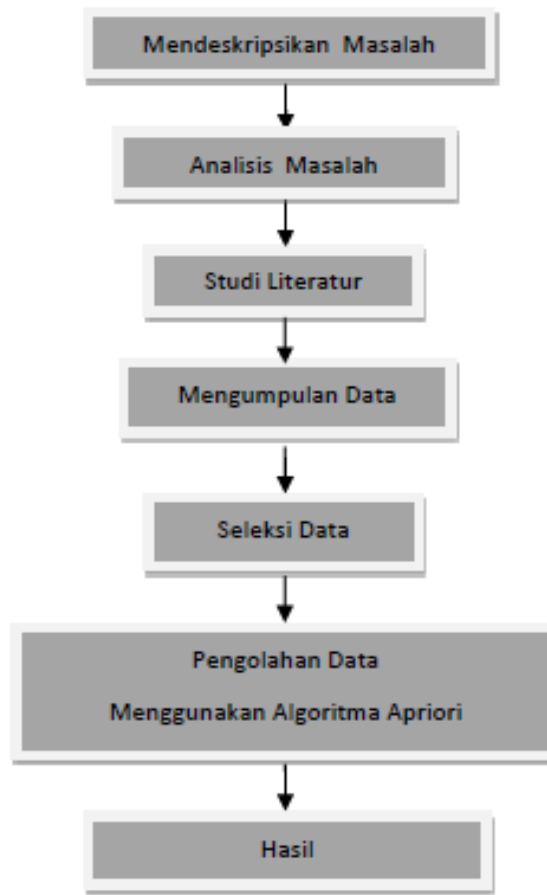 Mendeskripsikan Masalah
Analisis Masalah
Studi Literatur
Mengumpulan Data
Seleksi Data
Pengolahan Data
Menggunakan Algoritma Apriori
Hasil